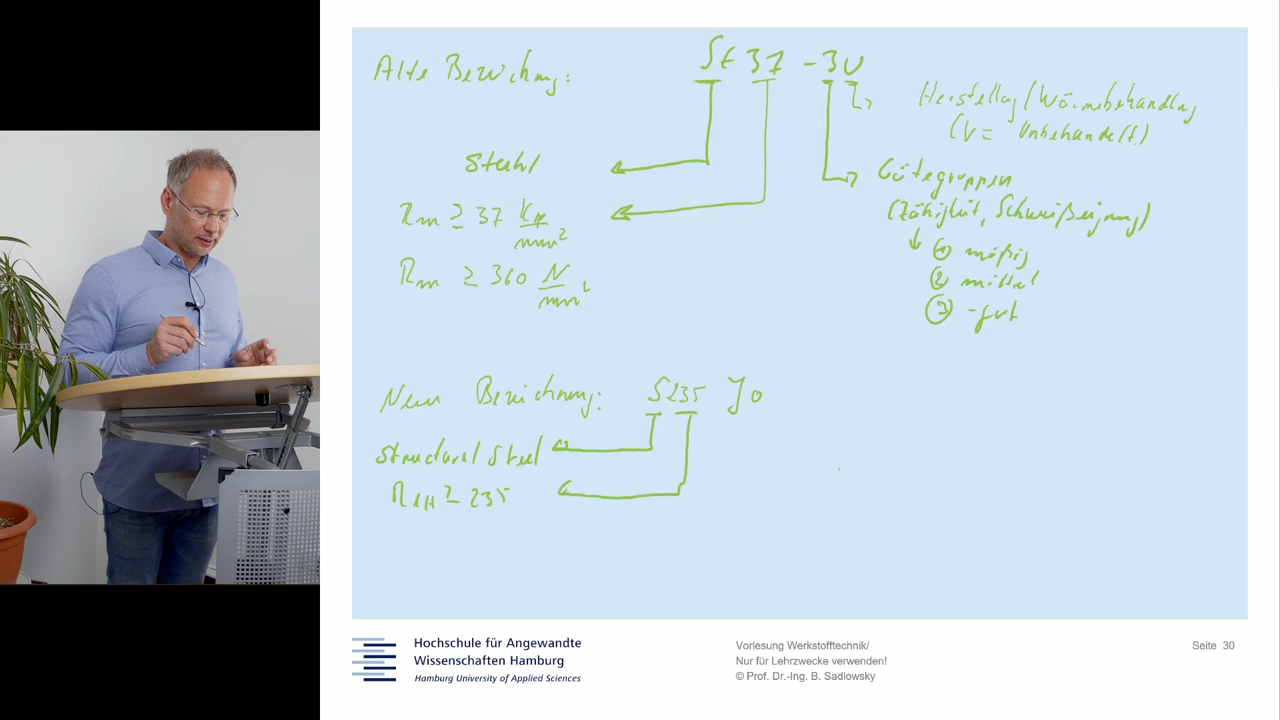 Alte Bezeichnung: St 37 -3U
Herstellung/Wärmebehandlung
(U = Unbehandelt)
Stahl
Gütegruppen
Rm ≥ 37 Kp/mm²
(Zähigkeit, Schweißeignung)
① mäßig
Rm ≥ 360 N/mm²
② mittel
③ -gut
Neue Bezeichnung: S235 J0
Structural Steel
ReH ≥ 235
Hochschule für Angewandte
Wissenschaften Hamburg
Hamburg University of Applied Sciences
Vorlesung Werkstofftechnik/
Nur für Lehrzwecke verwenden!
© Prof. Dr.-Ing. B. Sadlowsky
Seite 30